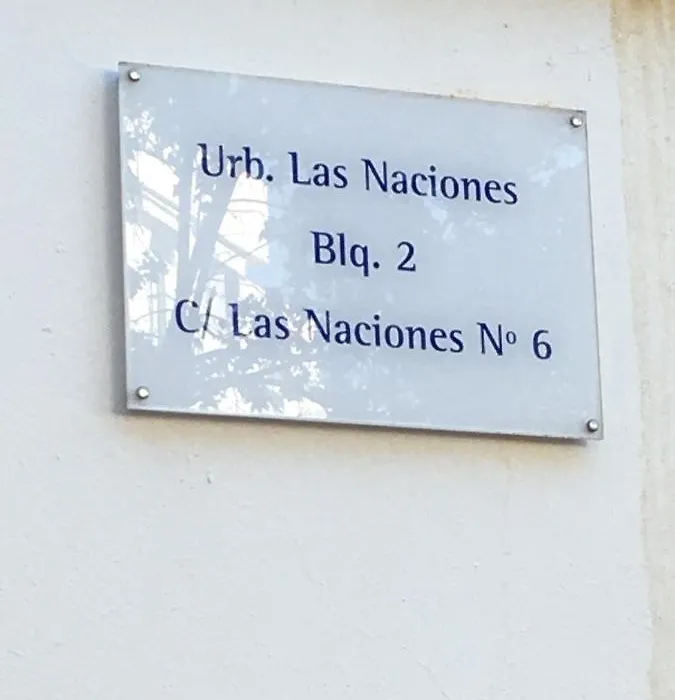 Urb. Las Naciones
Blq. 2
C/ Las Naciones Nº 6